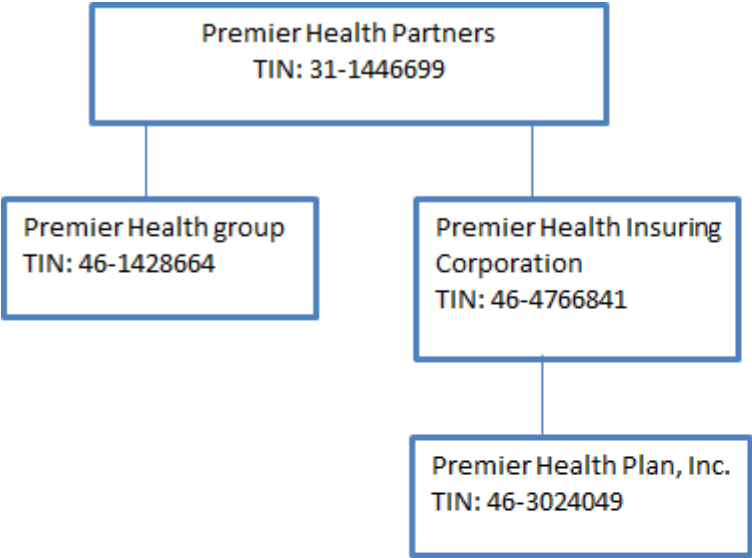 Premier Health Partners
TIN: 31-1446699
Premier Health group
TIN: 46-1428664
Premier Health Insuring
Corporation
TIN: 46-4766841
Premier Health Plan, Inc.
TIN: 46-3024049